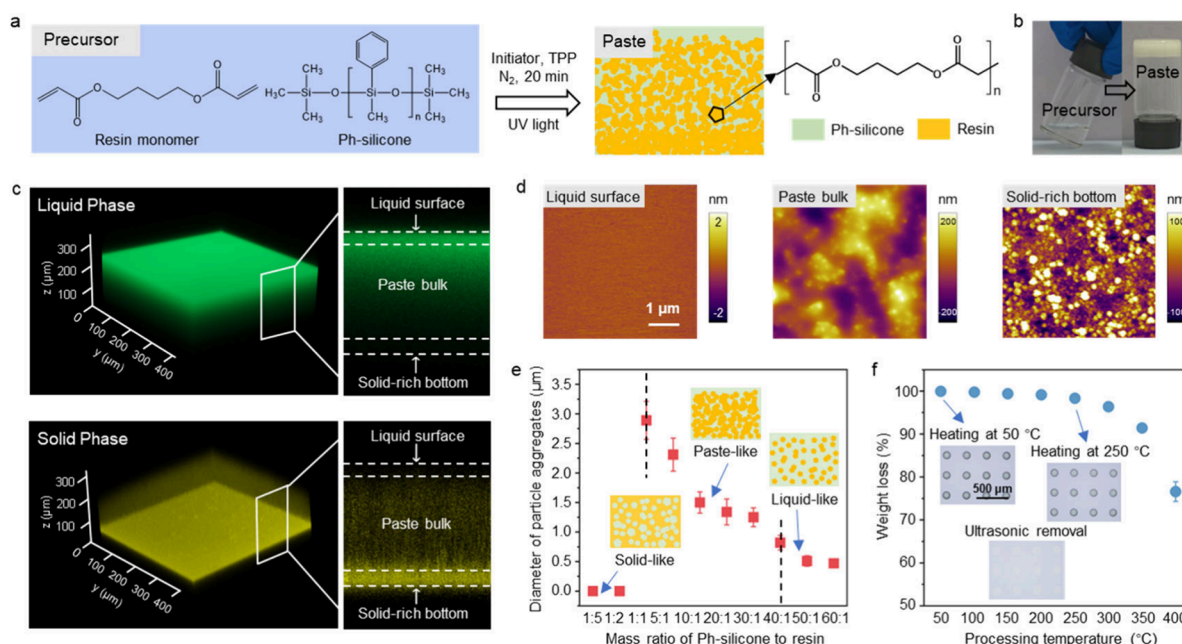 a
Precursor
CH₃
CH₃
CH₃
H₃C
Si
O
Si
O
Si
CH₃
CH₃
CH₃
CH₃
n
O
O
O
O
Resin monomer
Ph-silicone
Initiator, TPP
N₂, 20 min
UV light
Paste
O
O
O
O
n
Ph-silicone
Resin
b
Precursor
Paste
c
Liquid Phase
z (µm)
300
200
100
0
100
200
300
400
y (µm)
Liquid surface
Paste bulk
Solid-rich bottom
Solid Phase
z (µm)
300
200
100
0
100
200
300
400
y (µm)
Liquid surface
Paste bulk
Solid-rich bottom
d
Liquid surface
1 µm
nm
2
-2
Paste bulk
nm
200
-200
Solid-rich bottom
nm
100
-100
e
Diameter of particle aggregates (µm)
3.5
3.0
2.5
2.0
1.5
1.0
0.5
0.0
Paste-like
Liquid-like
Solid-like
1:5 1:2 1:1 5:1 10:1 20:1 30:1 40:1 50:1 60:1
Mass ratio of Ph-silicone to resin
f
Weight loss (%)
100
90
80
75
60
50
Heating at 50 °C
500 µm
Heating at 250 °C
Ultrasonic removal
50 100 150 200 250 300 350 400
Processing temperature (°C)